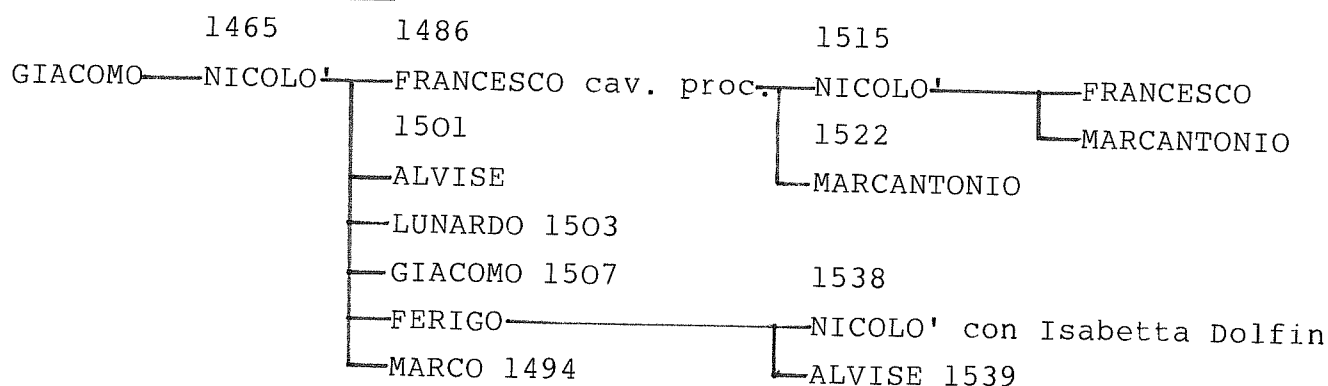 1465 1486 1515
GIACOMO NICOLO' FRANCESCO cav. proc. NICOLO' FRANCESCO
1501 1522 MARCANTONIO
ALVISE MARCANTONIO
LUNARDO 1503
GIACOMO 1507 1538
FERIGO NICOLO' con Isabetta Dolfin
MARCO 1494 ALVISE 1539